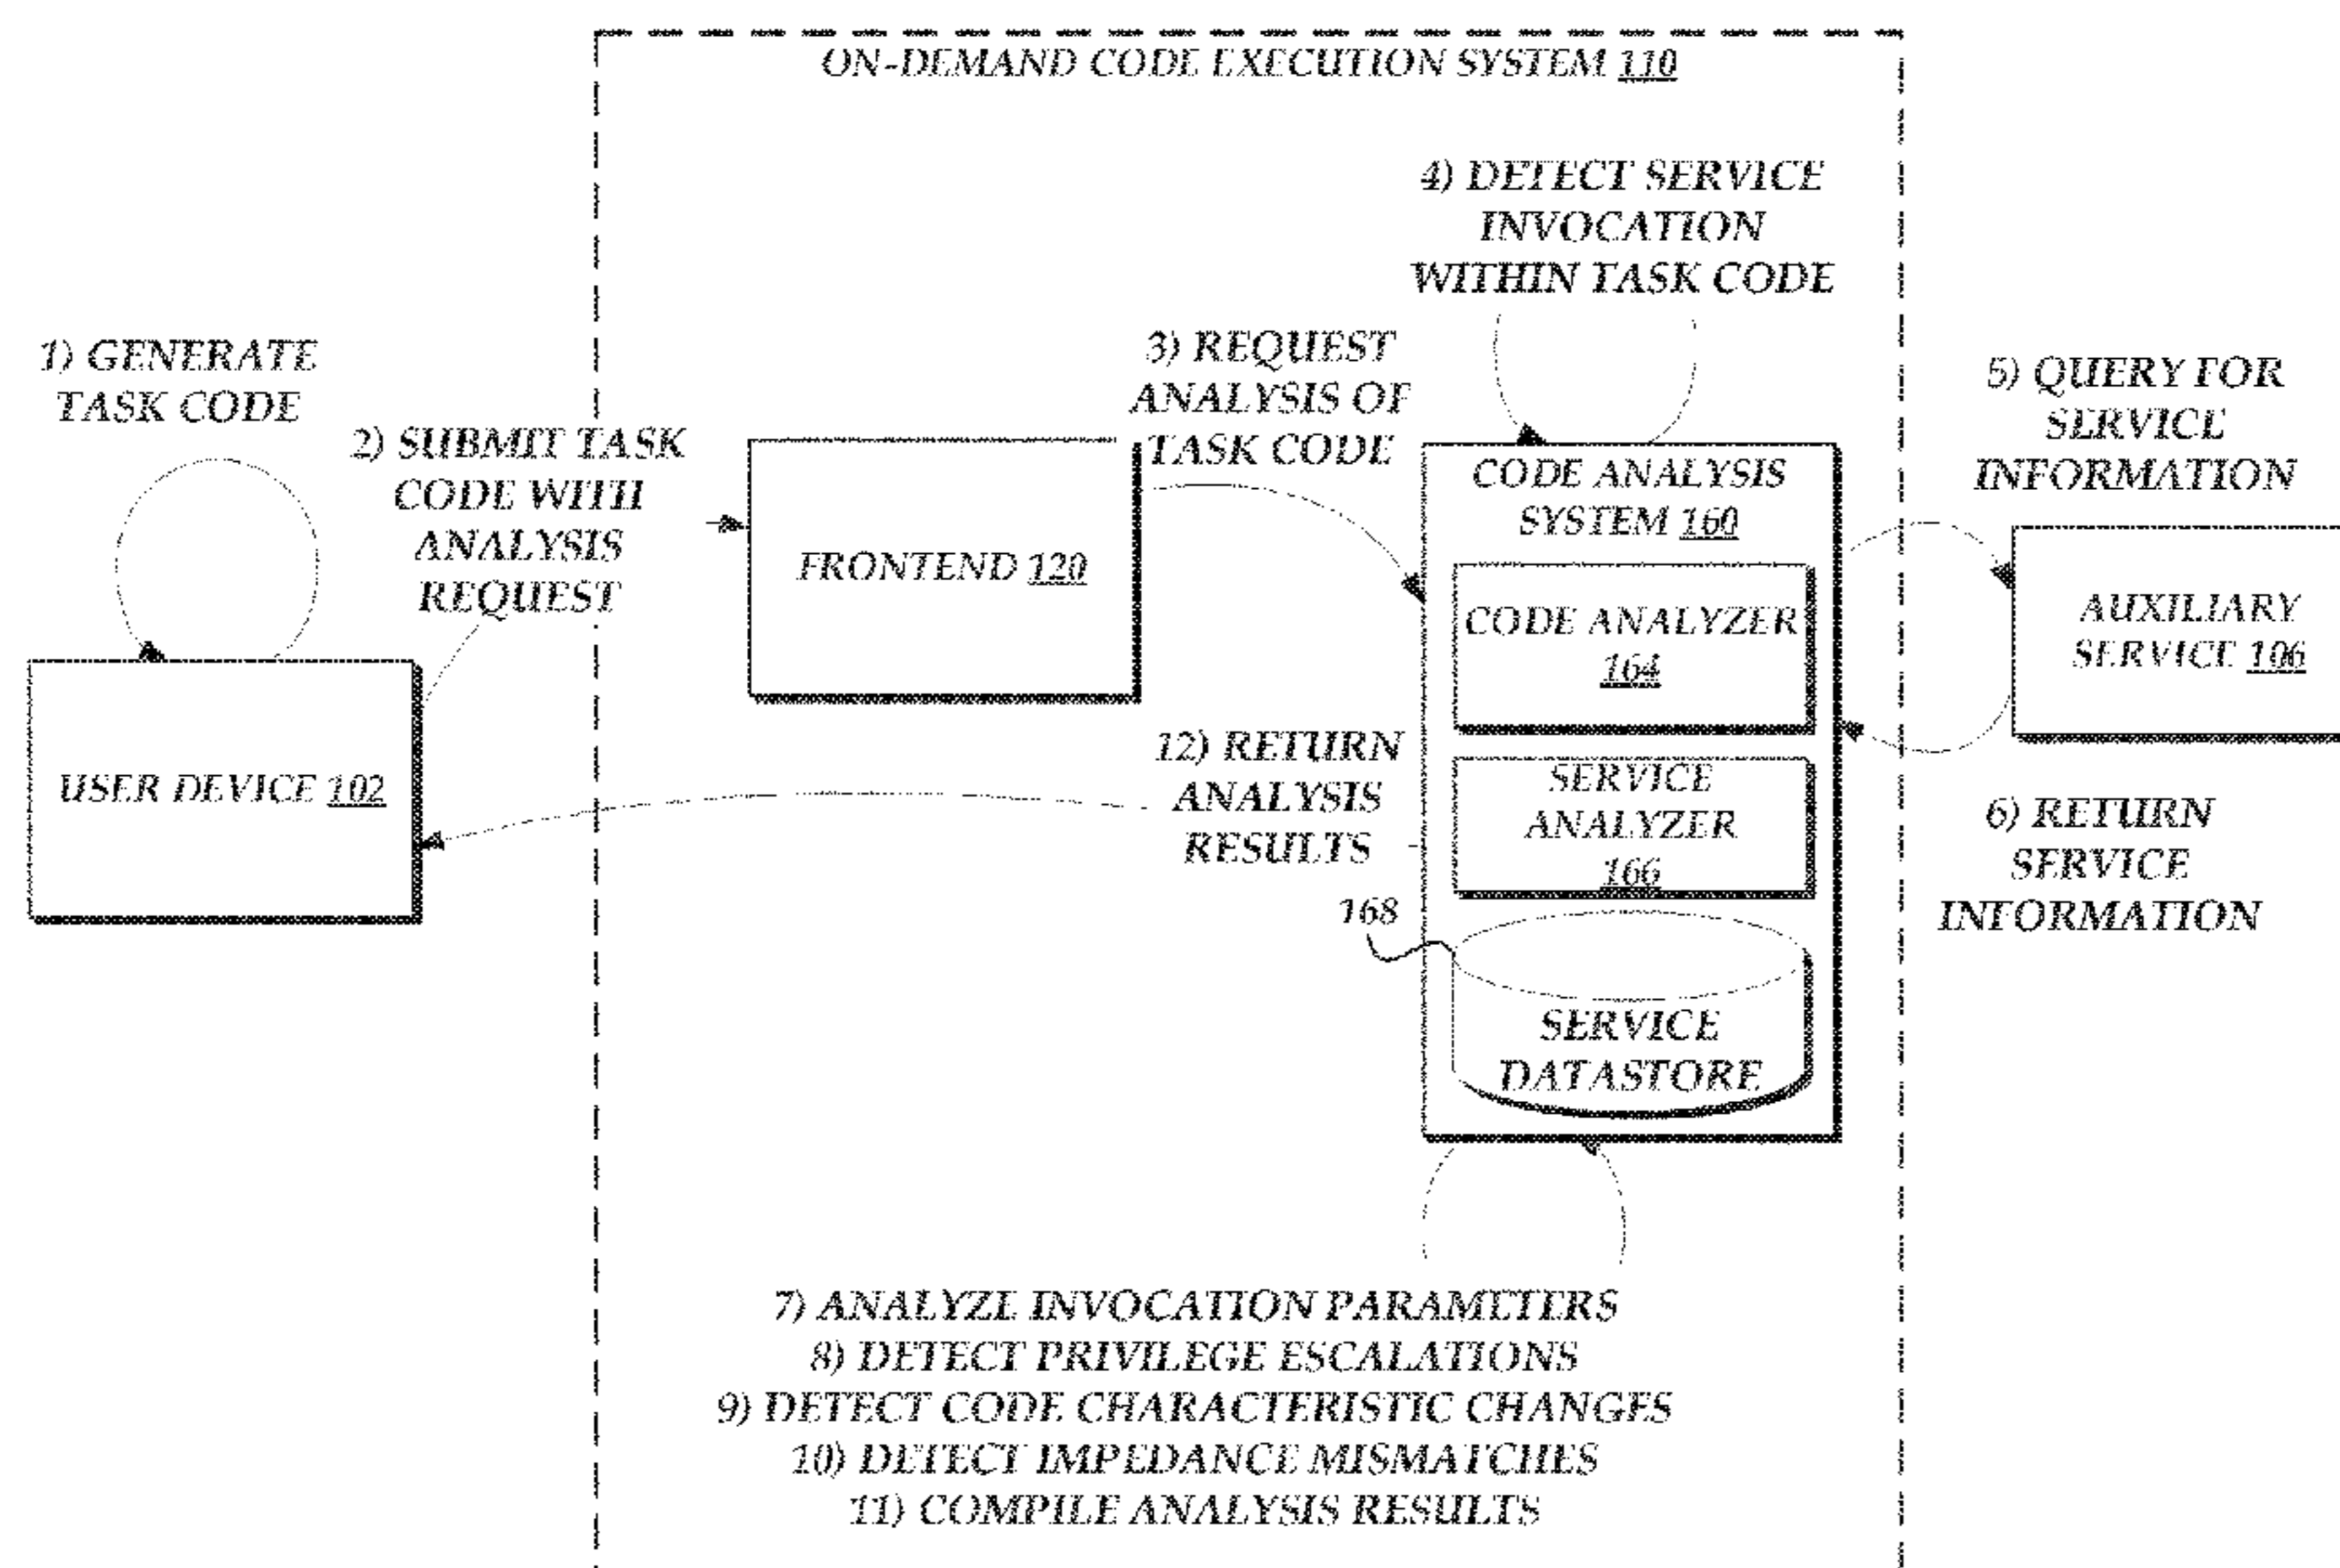 ON-DEMAND CODE EXECUTION SYSTEM 110
1) GENERATE
TASK CODE
2) SUBMIT TASK
CODE WITH
ANALYSIS
REQUEST
USER DEVICE 102
FRONTEND 120
3) REQUEST
ANALYSIS OF
TASK CODE
4) DETECT SERVICE
INVOCATION
WITHIN TASK CODE
CODE ANALYSIS
SYSTEM 160
CODE ANALYZER
164
SERVICE
ANALYZER
166
168
SERVICE
DATASTORE
5) QUERY FOR
SERVICE
INFORMATION
AUXILIARY
SERVICE 106
6) RETURN
SERVICE
INFORMATION
7) ANALYZE INVOCATION PARAMETERS
8) DETECT PRIVILEGE ESCALATIONS
9) DETECT CODE CHARACTERISTIC CHANGES
10) DETECT IMPEDANCE MISMATCHES
11) COMPILE ANALYSIS RESULTS
12) RETURN
ANALYSIS
RESULTS